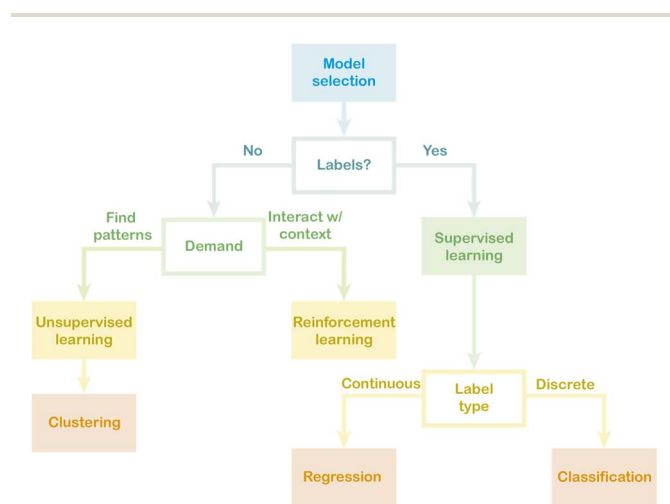 Model
selection
No
Labels?
Yes
Find
patterns
Demand
Interact w/
context
Supervised
learning
Unsupervised
learning
Reinforcement
learning
Continuous
Label
type
Discrete
Clustering
Regression
Classification